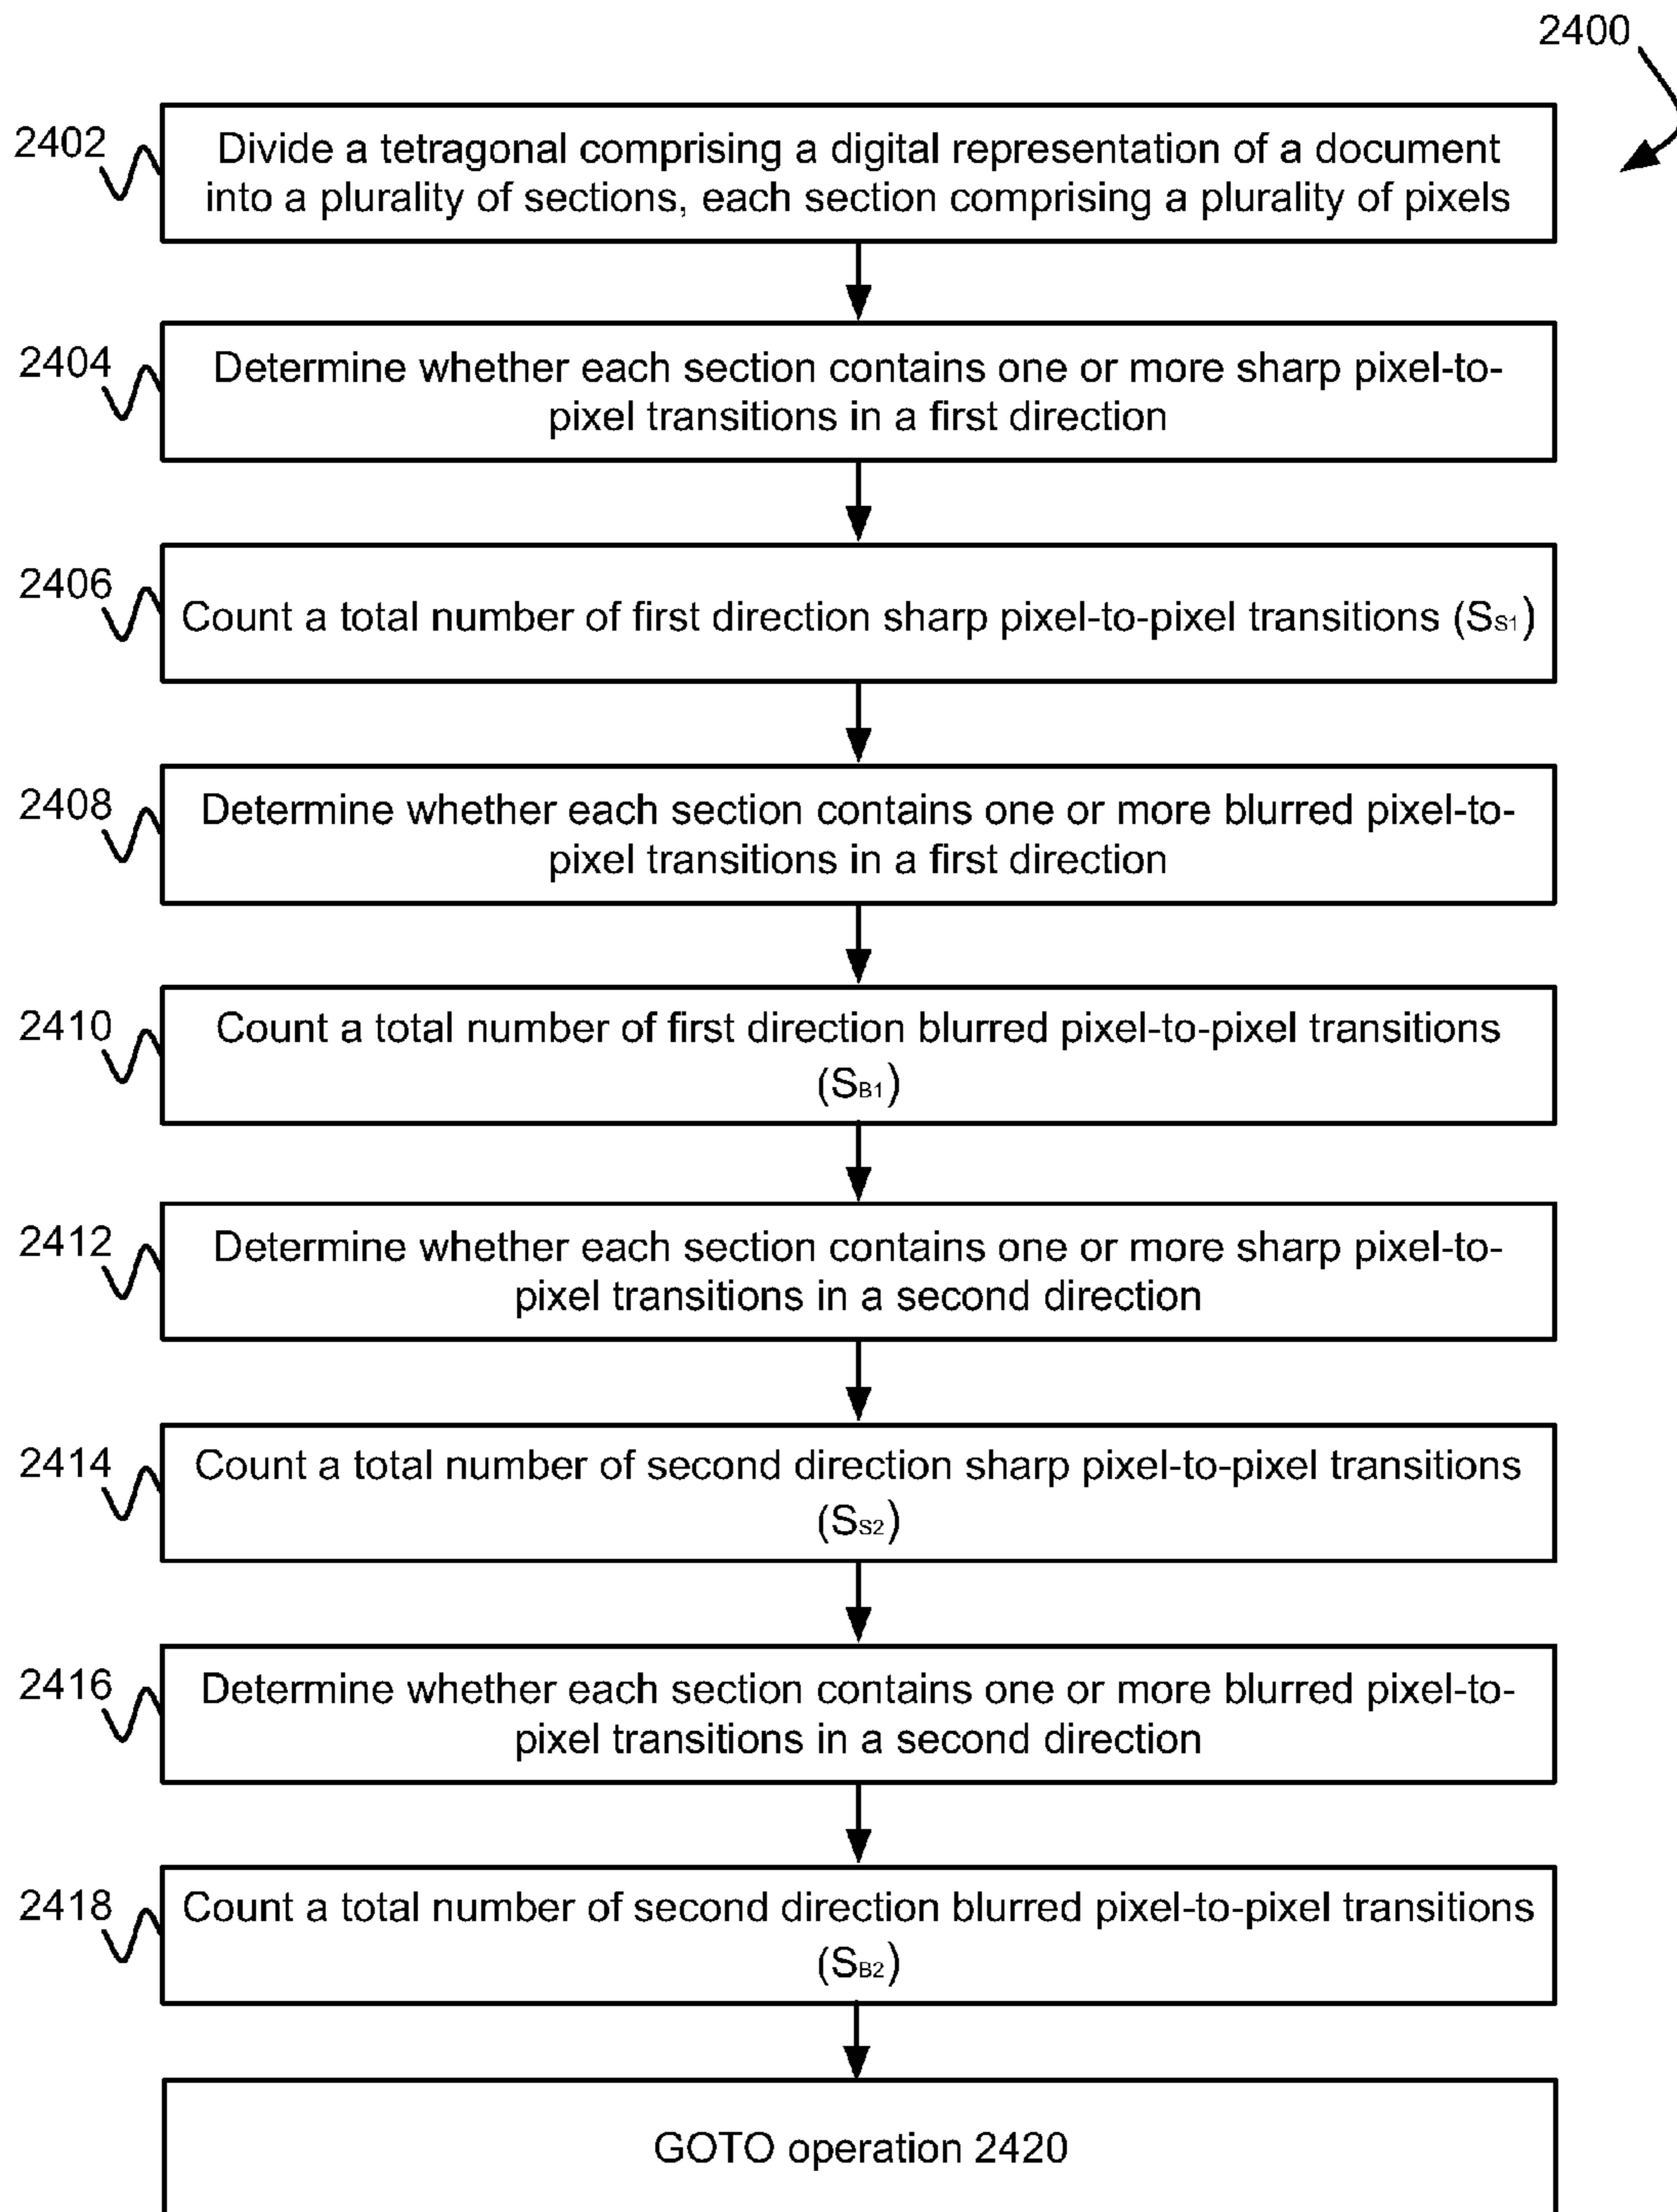 2400
2402
Divide a tetragonal comprising a digital representation of a document
into a plurality of sections, each section comprising a plurality of pixels
2404
Determine whether each section contains one or more sharp pixel-to-
pixel transitions in a first direction
2406
Count a total number of first direction sharp pixel-to-pixel transitions (SS1)
2408
Determine whether each section contains one or more blurred pixel-to-
pixel transitions in a first direction
2410
Count a total number of first direction blurred pixel-to-pixel transitions
(SB1)
2412
Determine whether each section contains one or more sharp pixel-to-
pixel transitions in a second direction
2414
Count a total number of second direction sharp pixel-to-pixel transitions
(SS2)
2416
Determine whether each section contains one or more blurred pixel-to-
pixel transitions in a second direction
2418
Count a total number of second direction blurred pixel-to-pixel transitions
(SB2)
GOTO operation 2420